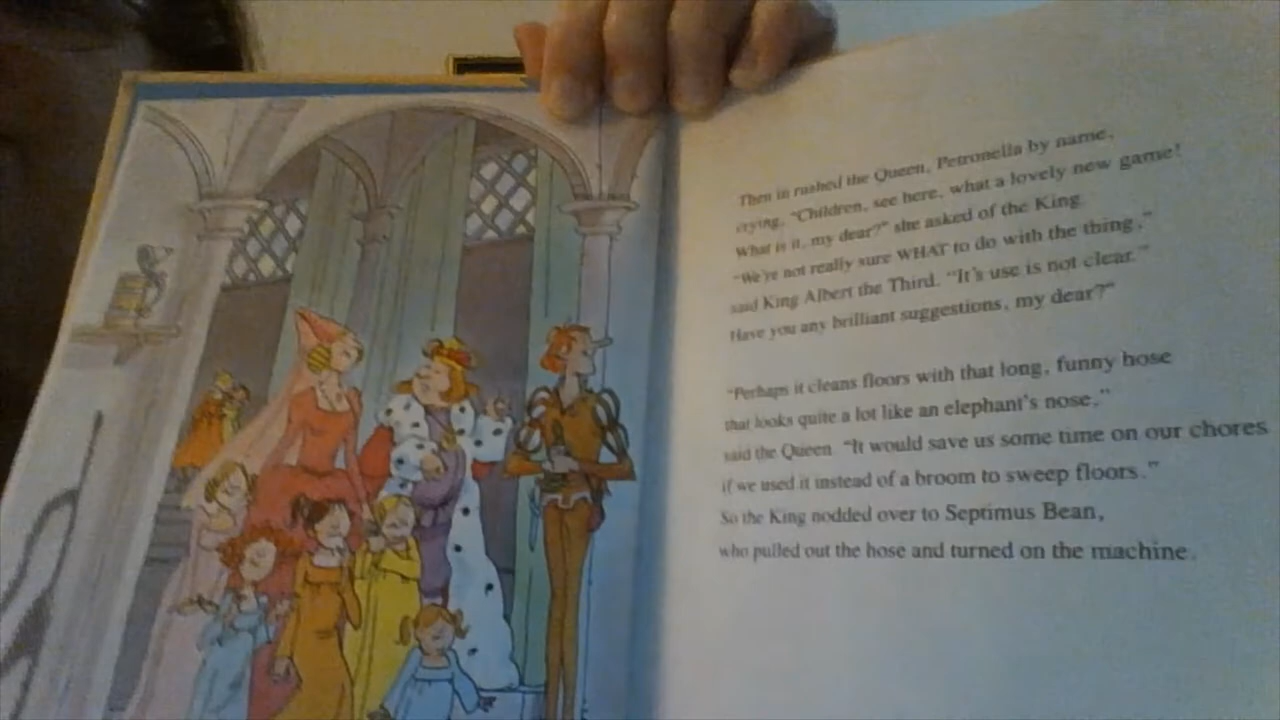 Then in rushed the Queen, Petronella by name,
crying, "Children, see here, what a lovely new game!
What is it, my dear?" she asked of the King.
"We're not really sure WHAT to do with the thing,"
said King Albert the Third. "It's use is not clear."
Have you any brilliant suggestions, my dear?"
"Perhaps it cleans floors with that long, funny hose
that looks quite a lot like an elephant's nose,"
said the Queen. "It would save us some time on our chores
if we used it instead of a broom to sweep floors."
So the King nodded over to Septimus Bean,
who pulled out the hose and turned on the machine.